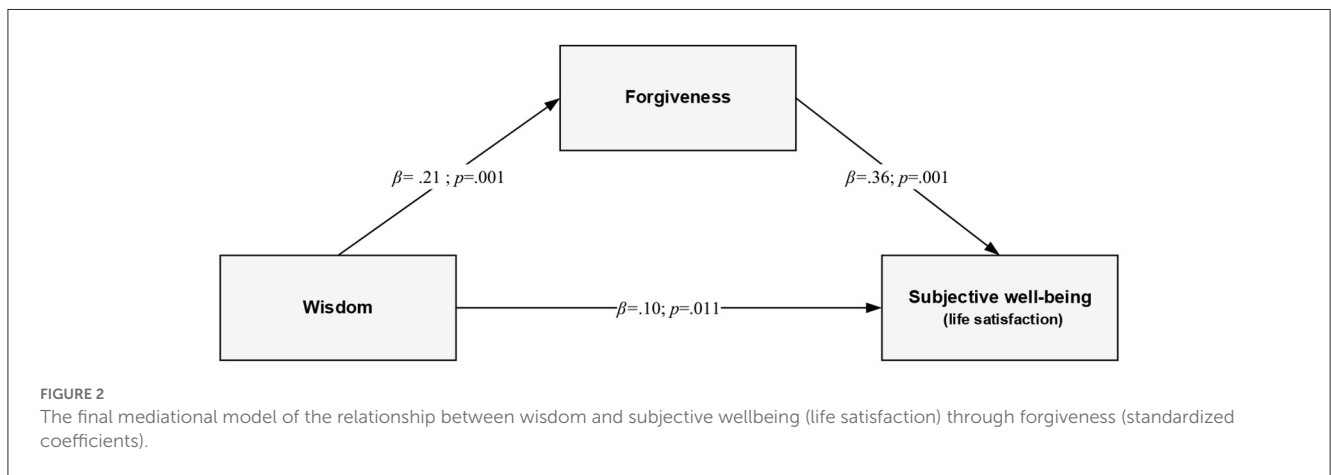 Forgiveness
β= .21 ; p=.001
β=.36; p=.001
Wisdom
β=.10; p=.011
Subjective well-being
(life satisfaction)
FIGURE 2
The final mediational model of the relationship between wisdom and subjective wellbeing (life satisfaction) through forgiveness (standardized
coefficients).